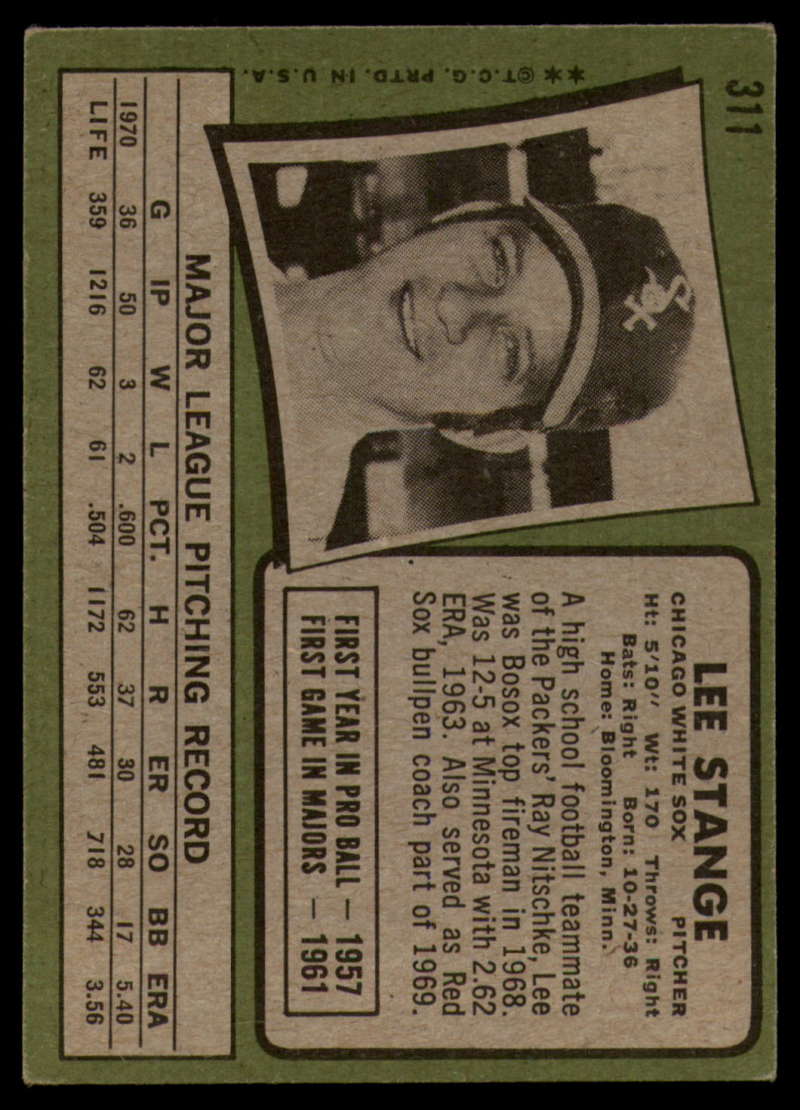 311
**©T.C.G. PRTD. IN U.S.A.
LEE STANGE
CHICAGO WHITE SOX PITCHER
Ht: 5'10" Wt: 170 Throws: Right
Bats: Right Born: 10-27-36
Home: Bloomington, Minn.
A high school football teammate
of the Packers' Ray Nitschke, Lee
was Bosox top fireman in 1968.
Was 12-5 at Minnesota with 2.62
ERA, 1963. Also served as Red
Sox bullpen coach part of 1969.
FIRST YEAR IN PRO BALL — 1957
FIRST GAME IN MAJORS — 1961
MAJOR LEAGUE PITCHING RECORD
G IP W L PCT. H R ER SO BB ERA
1970 36 50 3 2 .600 62 37 30 28 17 5.40
LIFE 359 1216 62 61 .504 1172 553 481 718 344 3.56